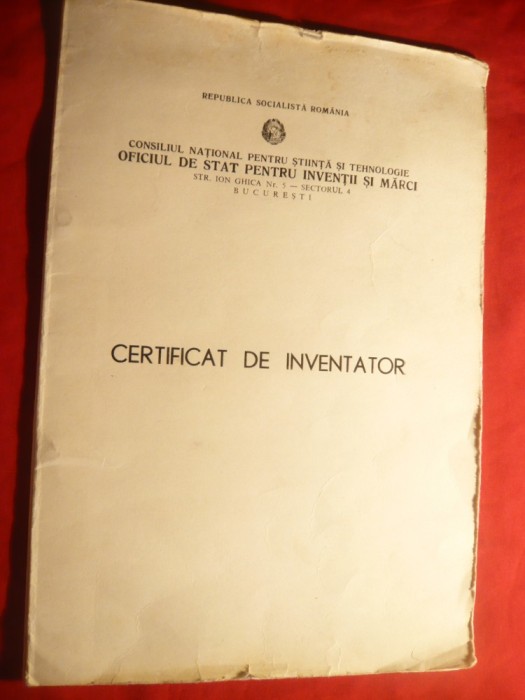 REPUBLICA SOCIALISTĂ ROMÂNIA
CONSILIUL NAȚIONAL PENTRU ȘTIINȚĂ ȘI TEHNOLOGIE
OFICIUL DE STAT PENTRU INVENȚII ȘI MĂRCI
STR. ION GHICA Nr. 5 — SECTORUL 4
BUCUREȘTI
CERTIFICAT DE INVENTATOR